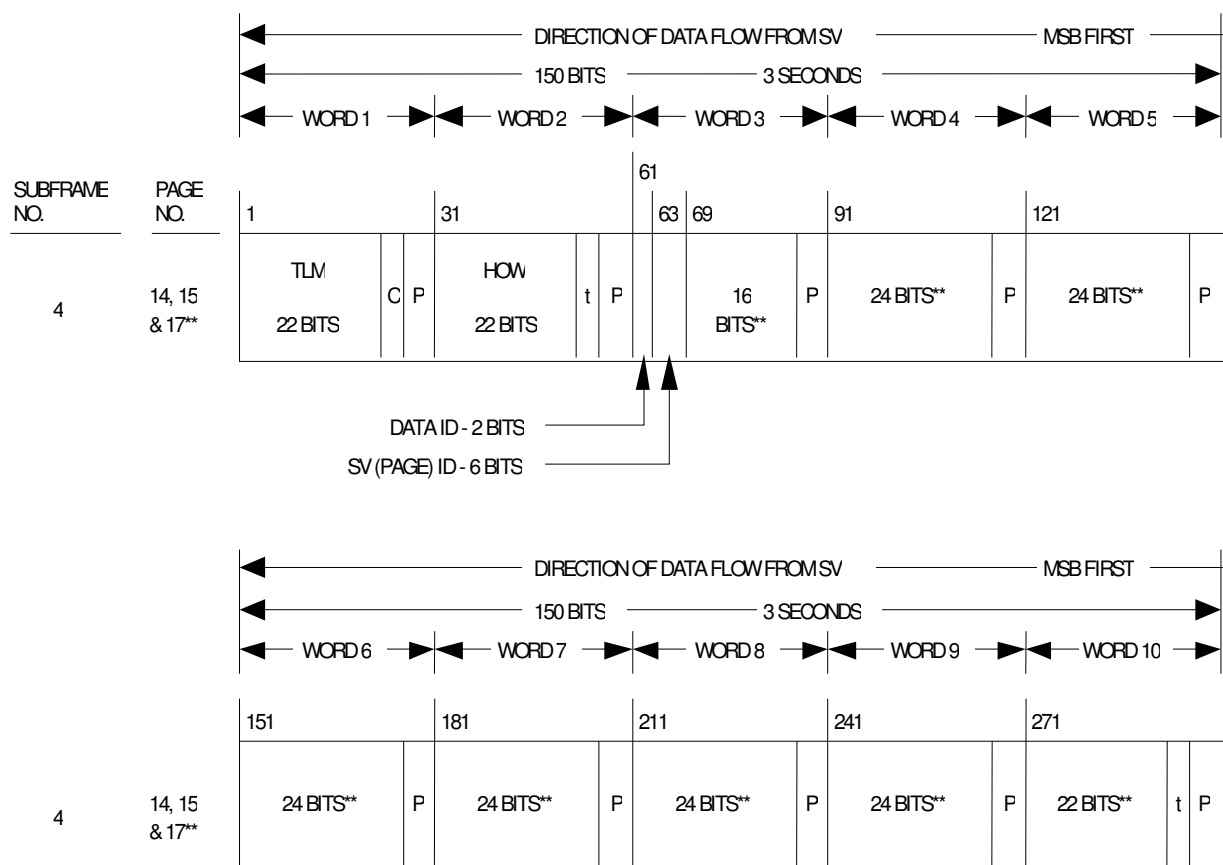 DIRECTION OF DATA FLOW FROM SV MSB FIRST
150 BITS 3 SECONDS
WORD 1 WORD 2 WORD 3 WORD 4 WORD 5
SUBFRAME NO.
PAGE NO.
1 31 61 63 69 91 121
4
14, 15 & 17**
TLM
22 BITS
C
P
HOW
22 BITS
t
P
16
BITS**
P
24 BITS**
P
24 BITS**
P
DATA ID - 2 BITS
SV (PAGE) ID - 6 BITS
DIRECTION OF DATA FLOW FROM SV MSB FIRST
150 BITS 3 SECONDS
WORD 6 WORD 7 WORD 8 WORD 9 WORD 10
151 181 211 241 271
4
14, 15 & 17**
24 BITS** P 24 BITS** P 24 BITS** P 24 BITS** P 22 BITS** t P